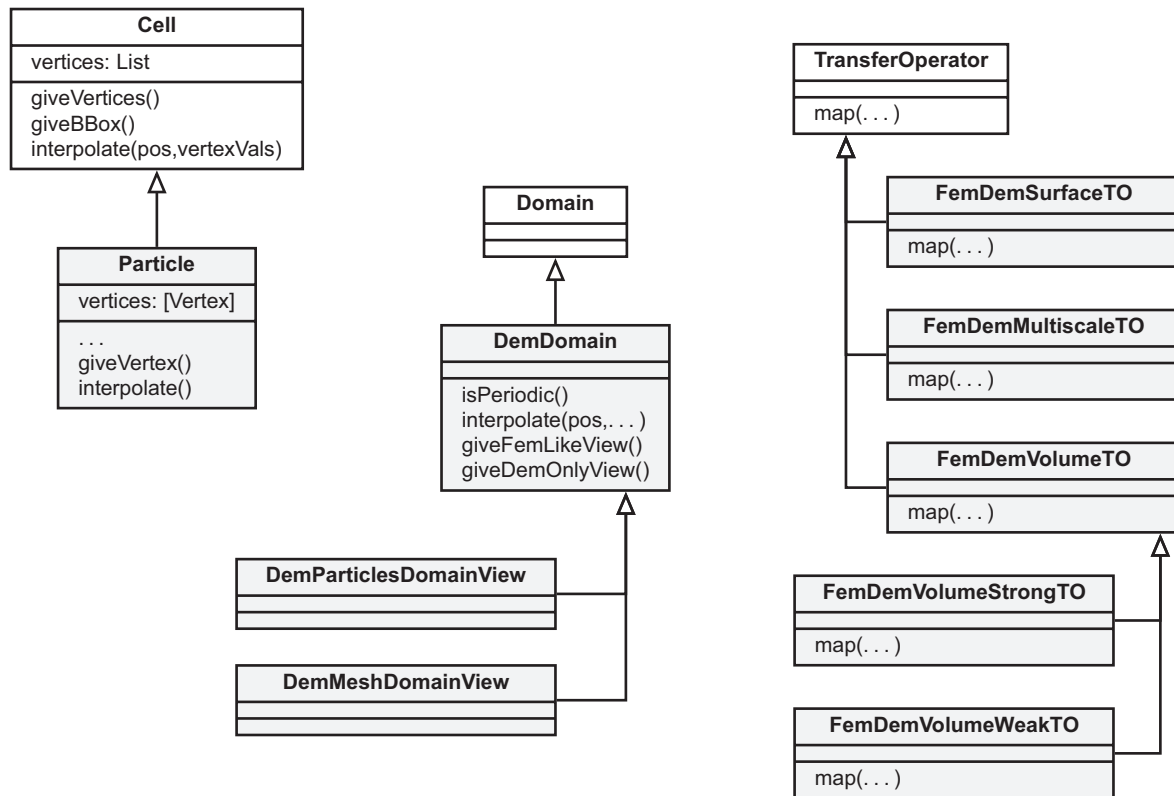 Cell
vertices: List
giveVertices()
giveBBox()
interpolate(pos,vertexVals)
Particle
vertices: [Vertex]
. . .
giveVertex()
interpolate()
Domain
DemDomain
isPeriodic()
interpolate(pos,. . . )
giveFemLikeView()
giveDemOnlyView()
DemParticlesDomainView
DemMeshDomainView
TransferOperator
map(. . . )
FemDemSurfaceTO
map(. . . )
FemDemMultiscaleTO
map(. . . )
FemDemVolumeTO
map(. . . )
FemDemVolumeStrongTO
map(. . . )
FemDemVolumeWeakTO
map(. . . )